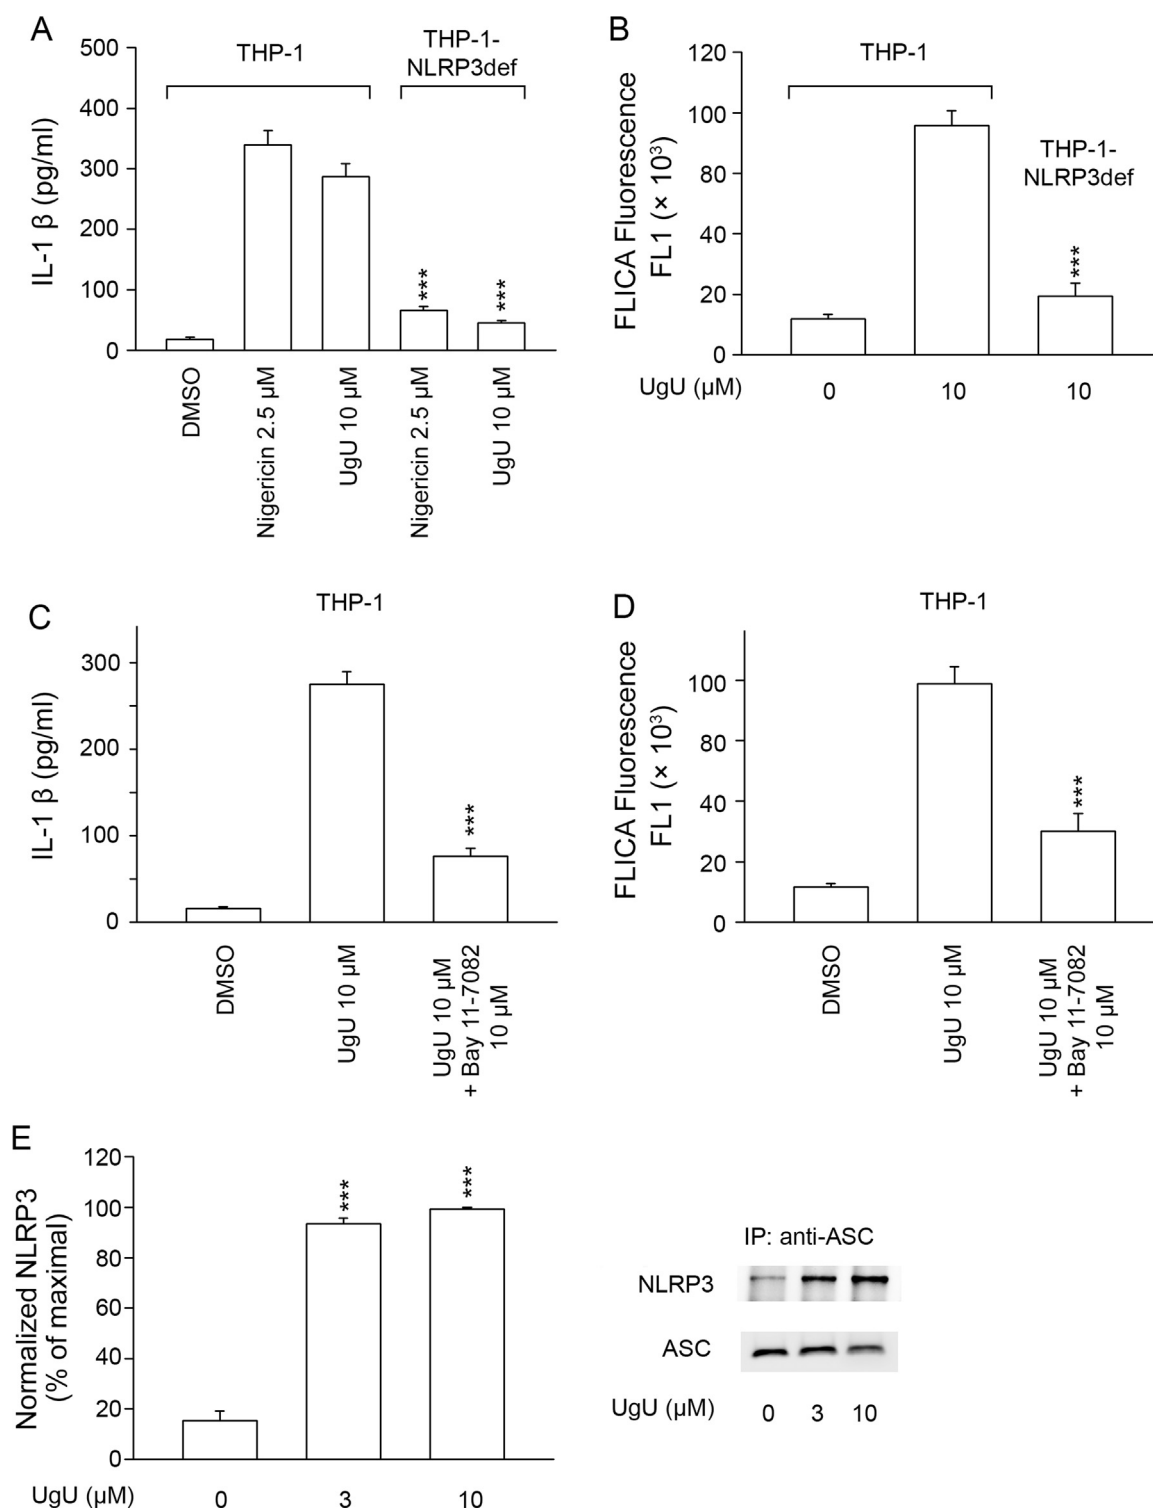 A
THP-1
THP-1-
NLRP3def
IL-1 β (pg/ml)
500
400
300
200
100
0
***
***
DMSO
Nigericin 2.5 µM
UgU 10 µM
Nigericin 2.5 µM
UgU 10 µM
B
THP-1
THP-1-
NLRP3def
FLICA Fluorescence
FL1 (× 10³)
120
100
80
40
20
0
***
UgU (µM)
0
10
10
C
THP-1
IL-1 β (pg/ml)
300
200
100
0
***
DMSO
UgU 10 µM
UgU 10 µM
+ Bay 11-7082
10 µM
D
THP-1
FLICA Fluorescence
FL1 (× 10³)
100
80
40
20
0
***
DMSO
UgU 10 µM
UgU 10 µM
+ Bay 11-7082
10 µM
E
Normalized NLRP3
(% of maximal)
120
100
80
60
40
20
0
***
***
UgU (µM)
0
3
10
IP: anti-ASC
NLRP3
ASC
UgU (µM)
0
3
10